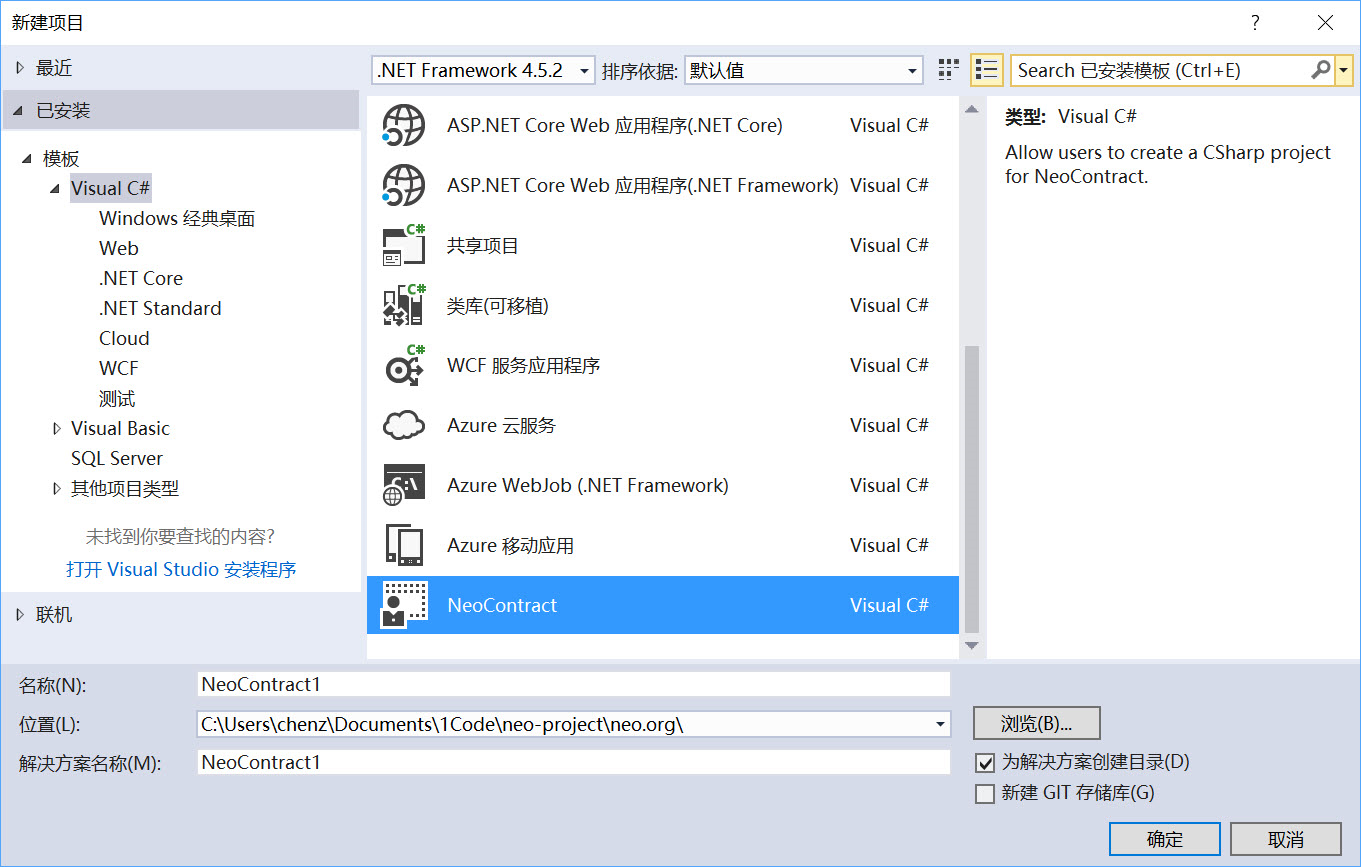 新建项目
?
最近
已安装
模板
Visual C#
Windows 经典桌面
Web
.NET Core
.NET Standard
Cloud
WCF
测试
Visual Basic
SQL Server
其他项目类型
未找到你要查找的内容?
打开 Visual Studio 安装程序
联机
.NET Framework 4.5.2 排序依据: 默认值
Search 已安装模板 (Ctrl+E)
ASP.NET Core Web 应用程序(.NET Core) Visual C#
ASP.NET Core Web 应用程序(.NET Framework) Visual C#
C# 共享项目 Visual C#
C# 类库(可移植) Visual C#
C# WCF 服务应用程序 Visual C#
Azure 云服务 Visual C#
C:\ Azure WebJob (.NET Framework) Visual C#
Azure 移动应用 Visual C#
NeoContract Visual C#
类型: Visual C#
Allow users to create a CSharp project
for NeoContract.
名称(N): NeoContract1
位置(L): C:\Users\chenz\Documents\1Code\neo-project\neo.org\ 浏览(B)...
解决方案名称(M): NeoContract1
为解决方案创建目录(D)
新建 GIT 存储库(G)
确定 取消